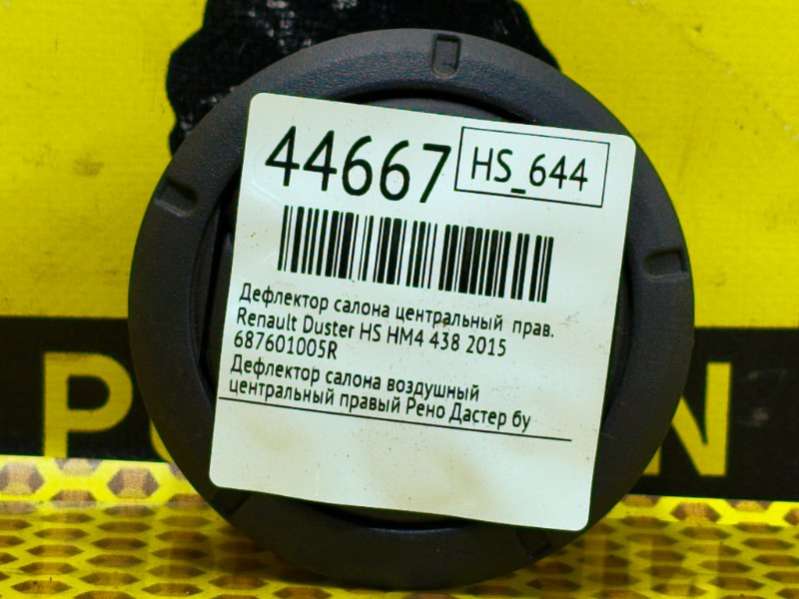 44667
HS_644
Дефлектор салона центральный прав.
Renault Duster HS HM4 438 2015
687601005R
Дефлектор салона воздушный
центральный правый Рено Дастер бу